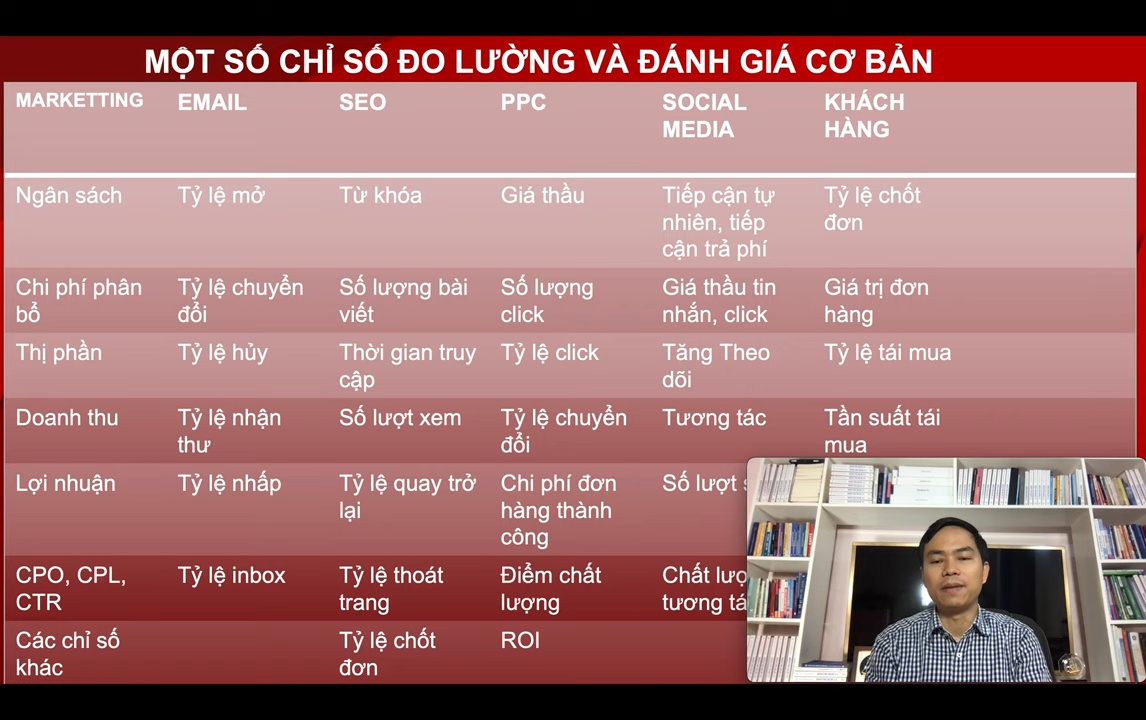 MỘT SỐ CHỈ SỐ ĐO LƯỜNG VÀ ĐÁNH GIÁ CƠ BẢN
MARKETTING EMAIL SEO PPC SOCIAL MEDIA KHÁCH HÀNG
Ngân sách Tỷ lệ mở Từ khóa Giá thầu Tiếp cận tự nhiên, tiếp cận trả phí Tỷ lệ chốt đơn
Chi phí phân bổ Tỷ lệ chuyển đổi Số lượng bài viết Số lượng click Giá thầu tin nhắn, click Giá trị đơn hàng
Thị phần Tỷ lệ hủy Thời gian truy cập Tỷ lệ click Tăng Theo dõi Tỷ lệ tái mua
Doanh thu Tỷ lệ nhận thư Số lượt xem Tỷ lệ chuyển đổi Tương tác Tần suất tái mua
Lợi nhuận Tỷ lệ nhấp Tỷ lệ quay trở lại Chi phí đơn hàng thành công Số lượt
CPO, CPL, CTR Tỷ lệ inbox Tỷ lệ thoát trang Điểm chất lượng Chất tương
Các chỉ số khác Tỷ lệ chốt đơn ROI